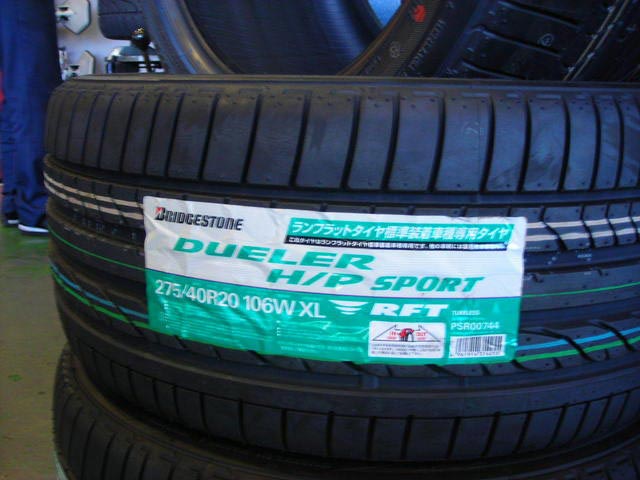 BRIDGESTONE
ランフラットタイヤ標準装着車種専用タイヤ
DUELER
H/P SPORT
275/40R20 106W XL
RFT
TUBELESS
PSR00744